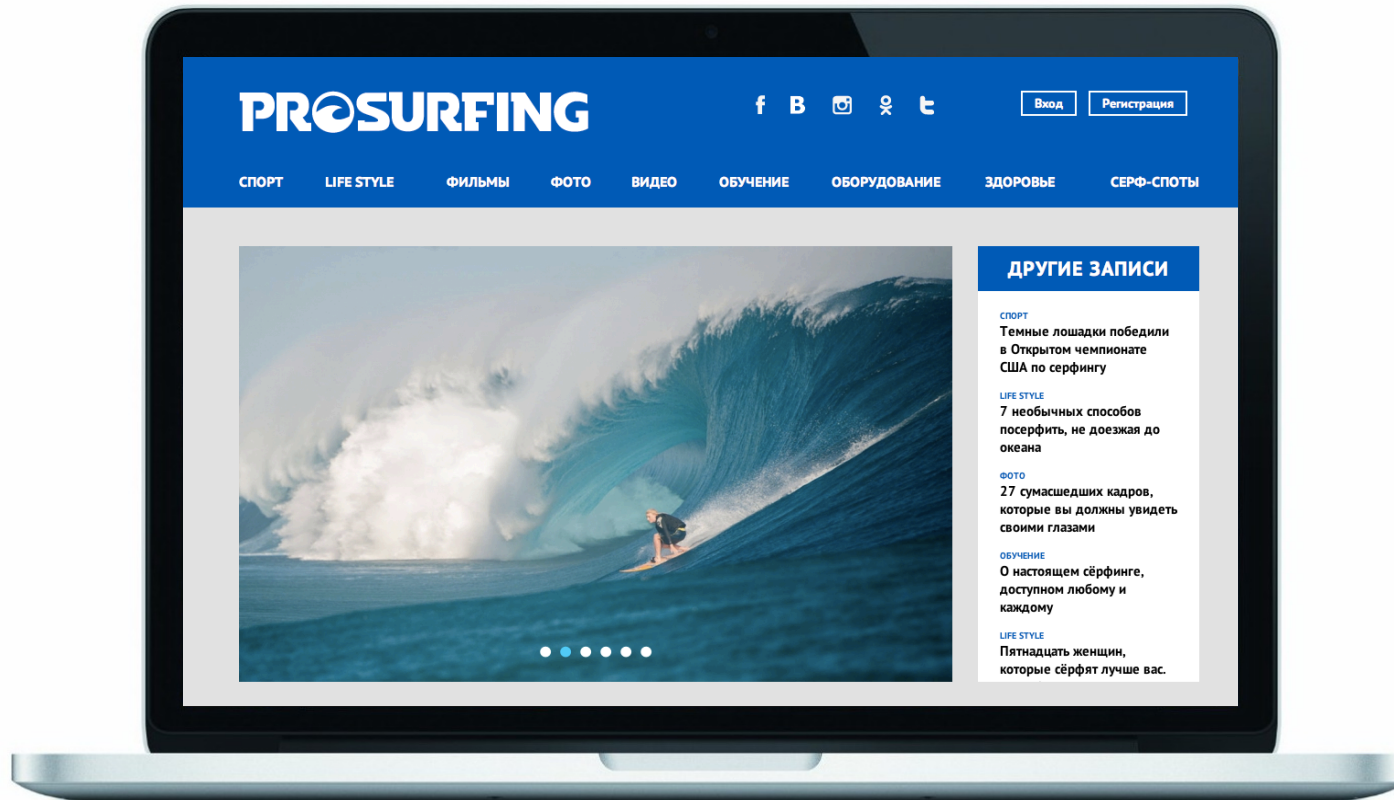 PROSURFING
Вход
Регистрация
СПОРТ
LIFE STYLE
ФИЛЬМЫ
ФОТО
ВИДЕО
ОБУЧЕНИЕ
ОБОРУДОВАНИЕ
ЗДОРОВЬЕ
СЕРФ-СПОТЫ
ДРУГИЕ ЗАПИСИ
СПОРТ
Темные лошадки победили
в Открытом чемпионате
США по серфингу
LIFE STYLE
7 необычных способов
посерфить, не доезжая до
океана
ФОТО
27 сумасшедших кадров,
которые вы должны увидеть
своими глазами
ОБУЧЕНИЕ
О настоящем сёрфинге,
доступном любому и
каждому
LIFE STYLE
Пятнадцать женщин,
которые сёрфят лучше вас.